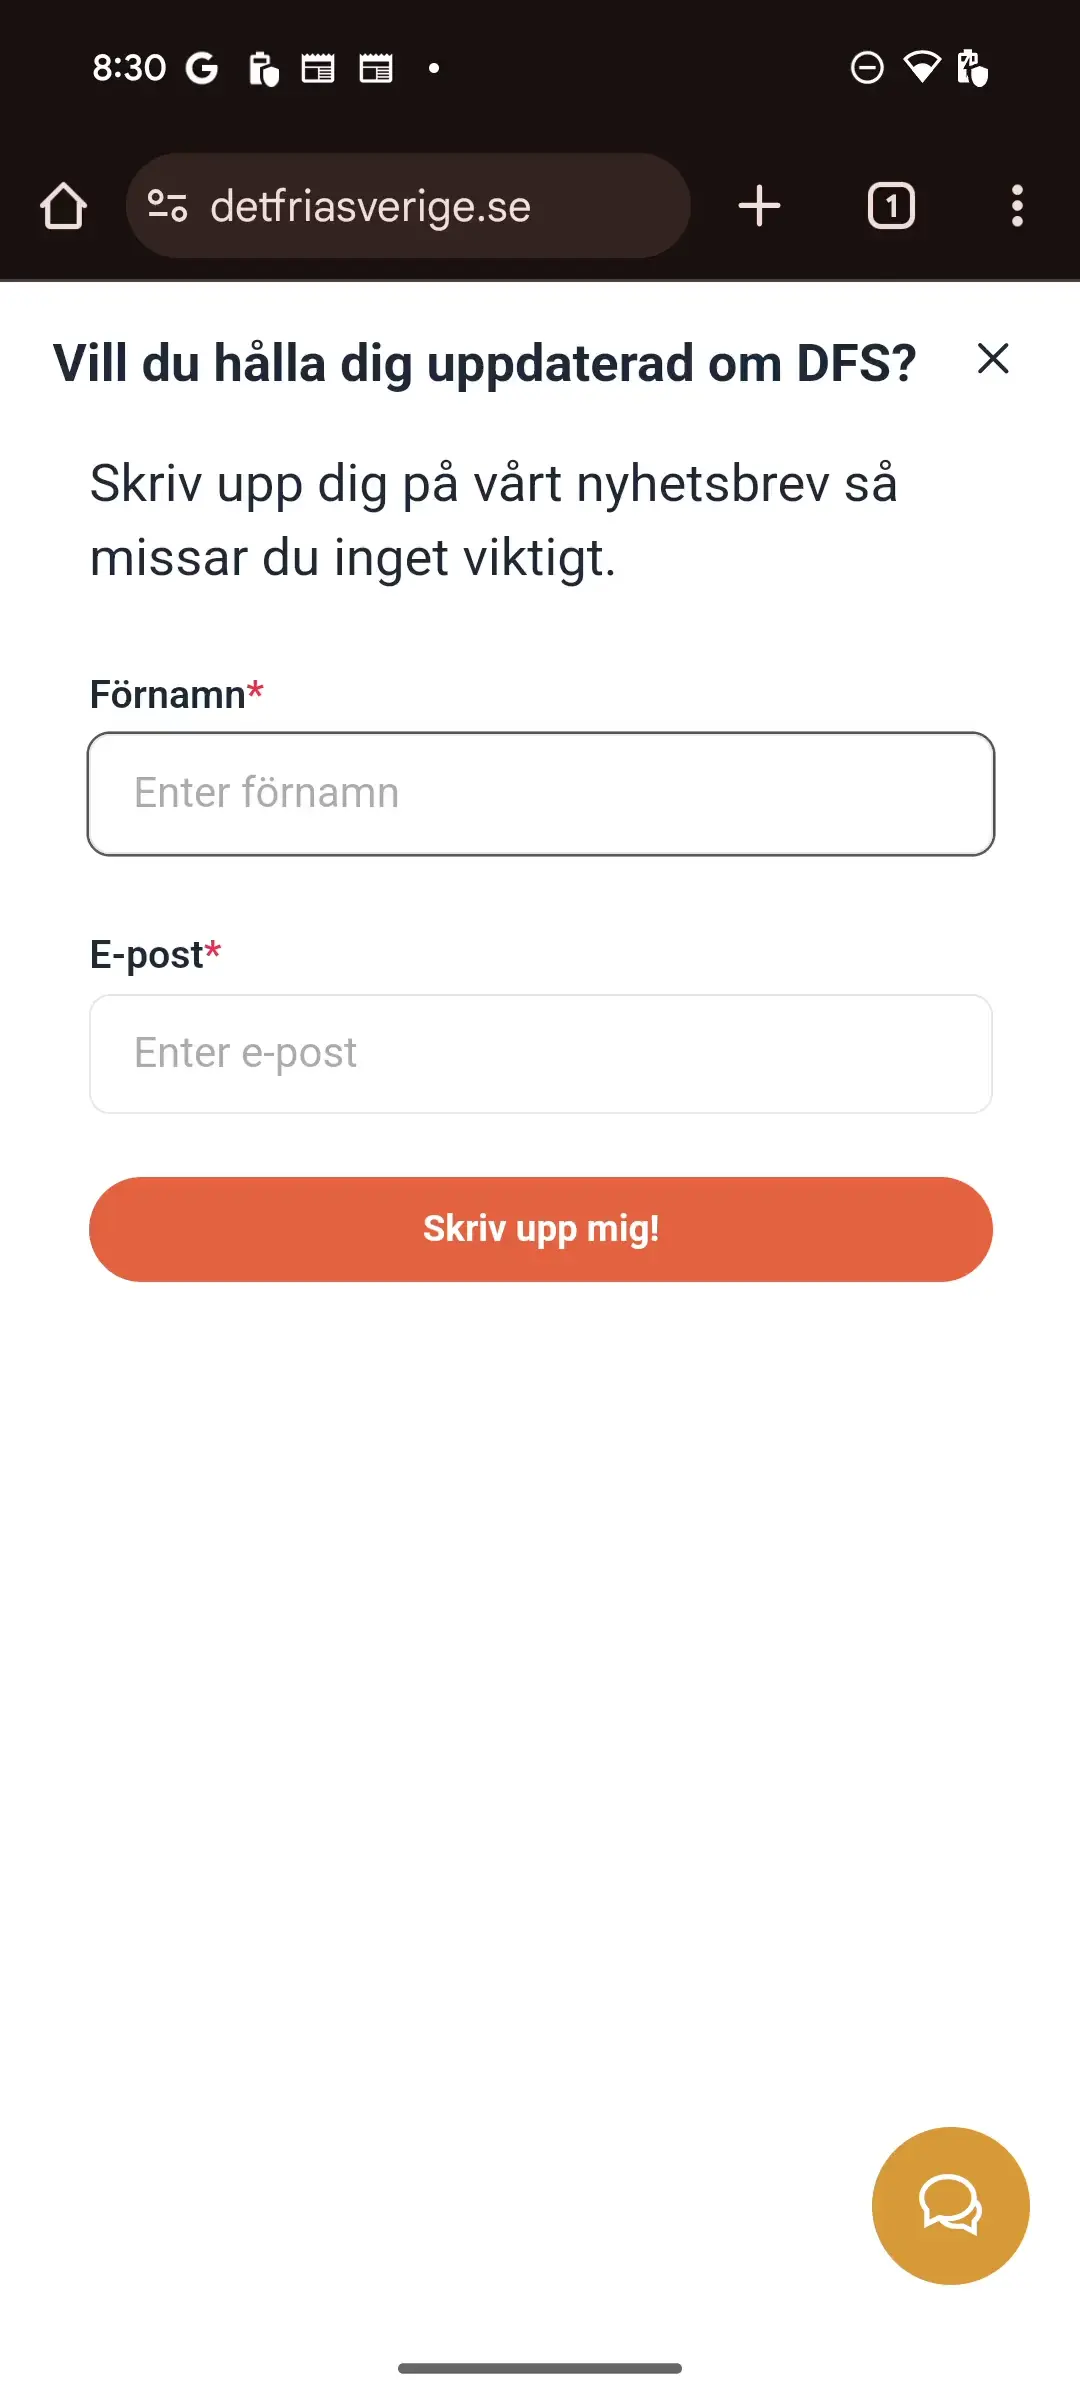 8:30
detfriasverige.se
1
Vill du hålla dig uppdaterad om DFS?
Skriv upp dig på vårt nyhetsbrev så
missar du inget viktigt.
Förnamn*
Enter förnamn
E-post*
Enter e-post
Skriv upp mig!